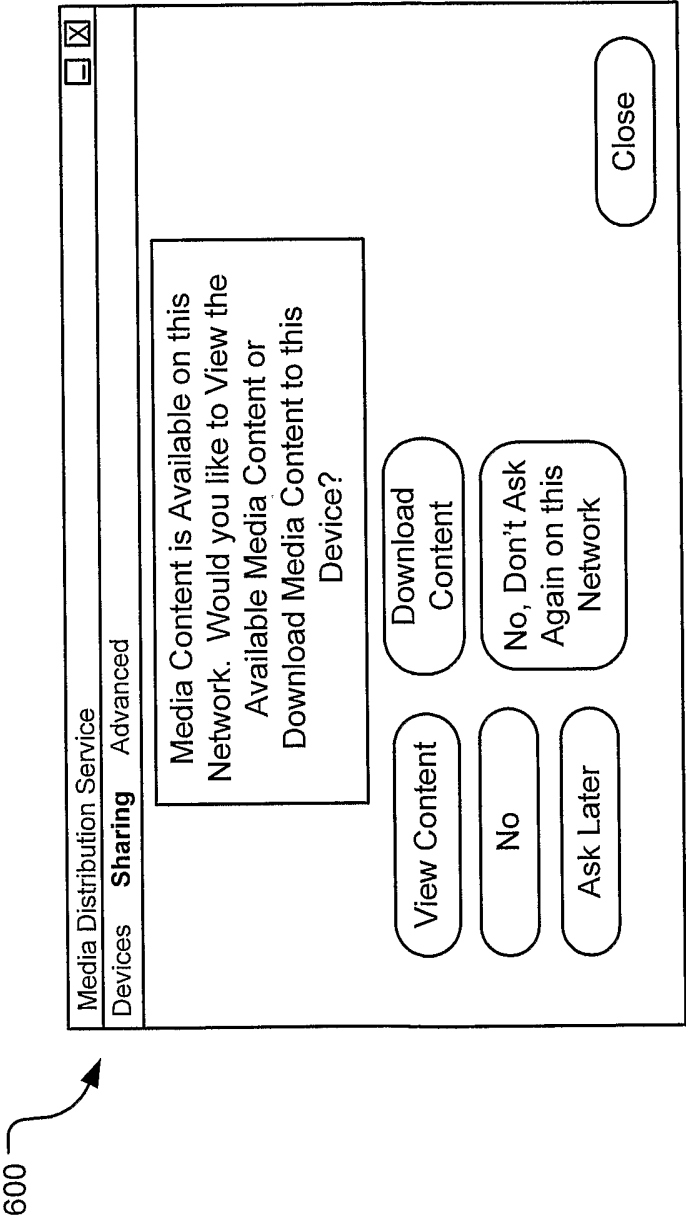 600
Media Distribution Service
Devices Sharing Advanced
Media Content is Available on this
Network. Would you like to View the
Available Media Content or
Download Media Content to this
Device?
View Content
Download
Content
No
No, Don't Ask
Again on this
Network
Ask Later
Close